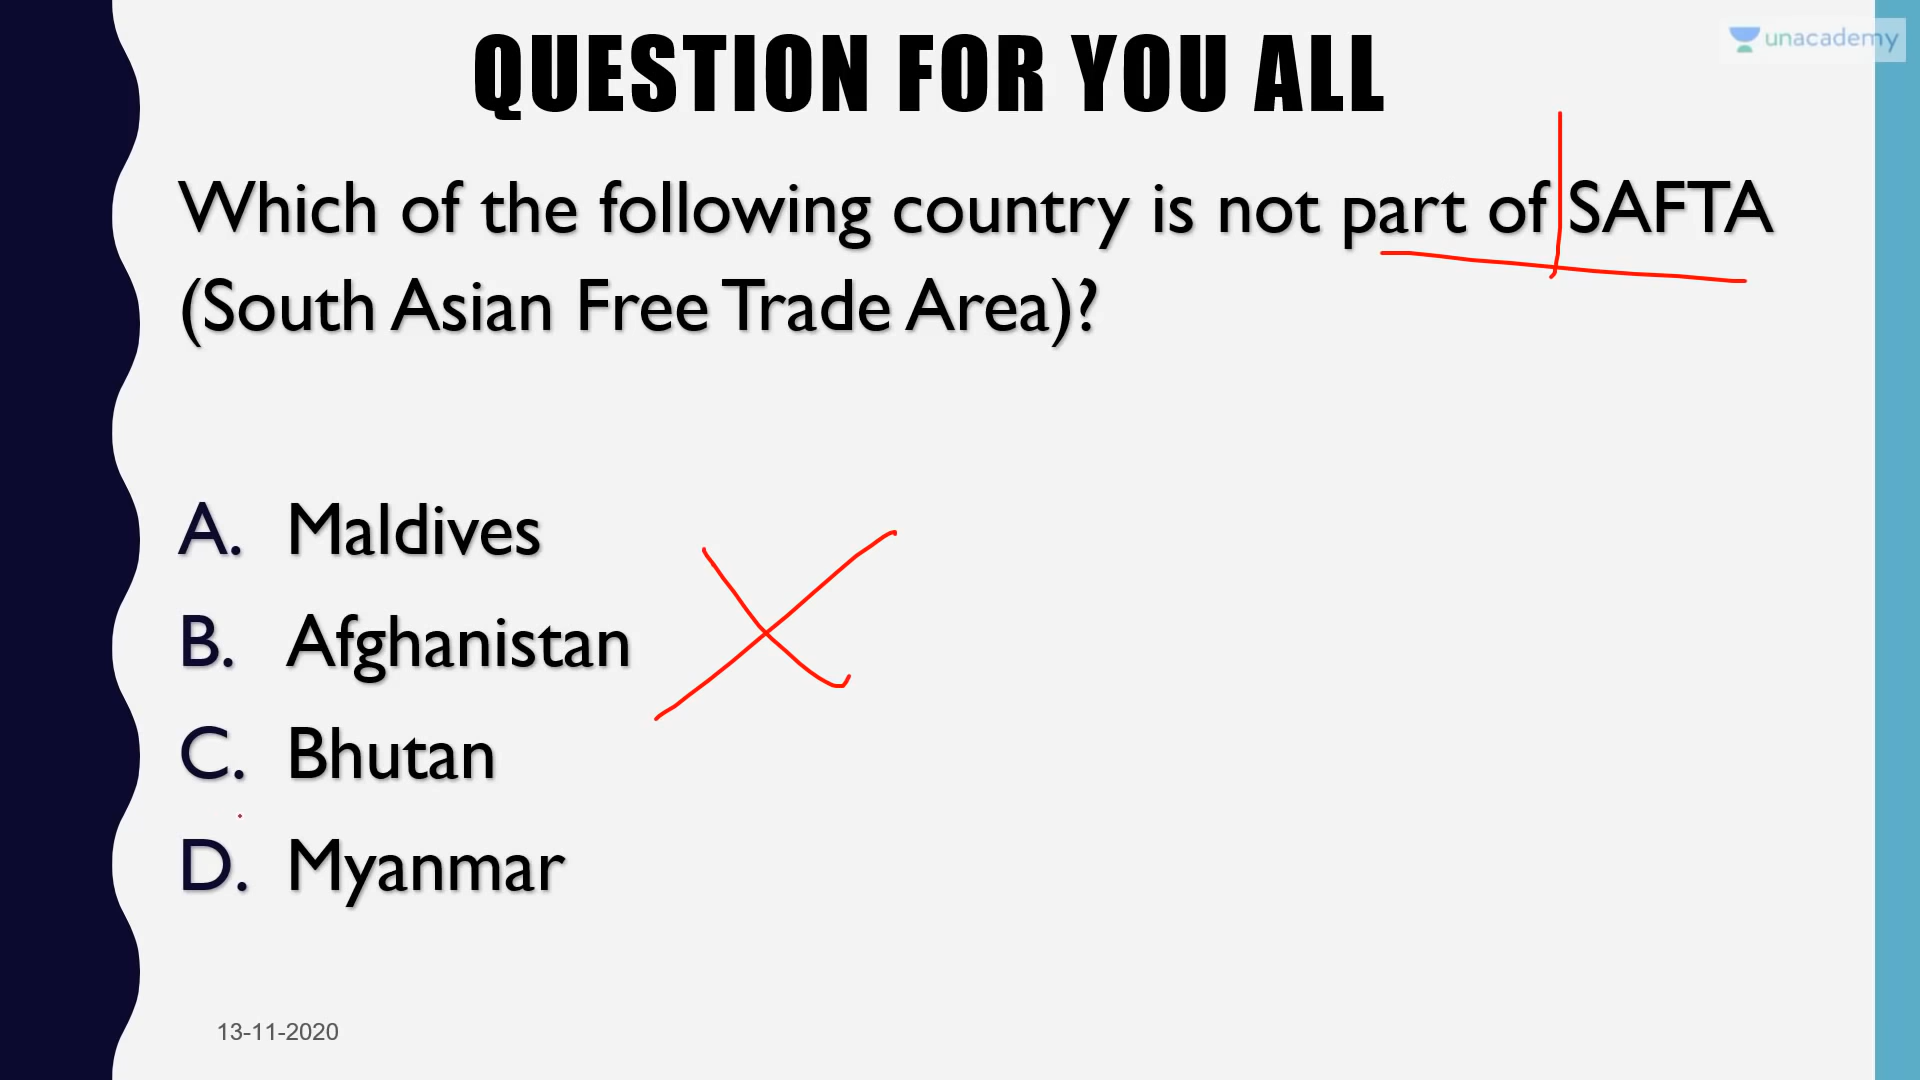 QUESTION FOR YOU ALL
unacademy
Which of the following country is not part of SAFTA
(South Asian Free Trade Area)?
A. Maldives
B. Afghanistan
C. Bhutan
D. Myanmar
13-11-2020